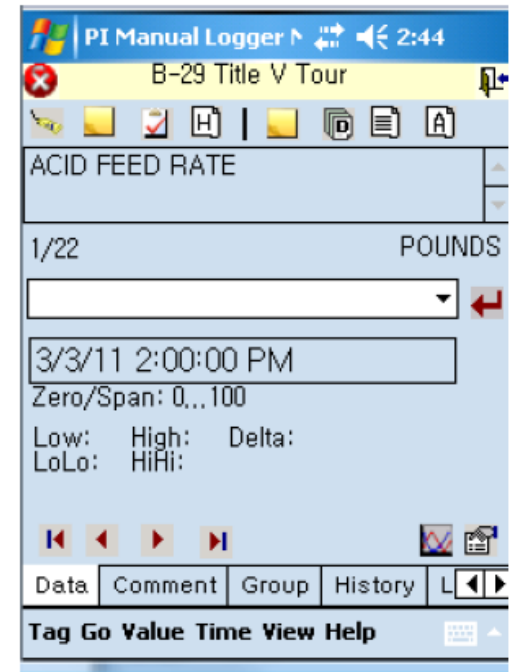 PI Manual Logger 2:44
B-29 Title V Tour
H D A
ACID FEED RATE
1/22 POUNDS
3/3/11 2:00:00 PM
Zero/Span: 0...100
Low: High: Delta:
LoLo: HiHi:
Data Comment Group History L
Tag Go Value Time View Help